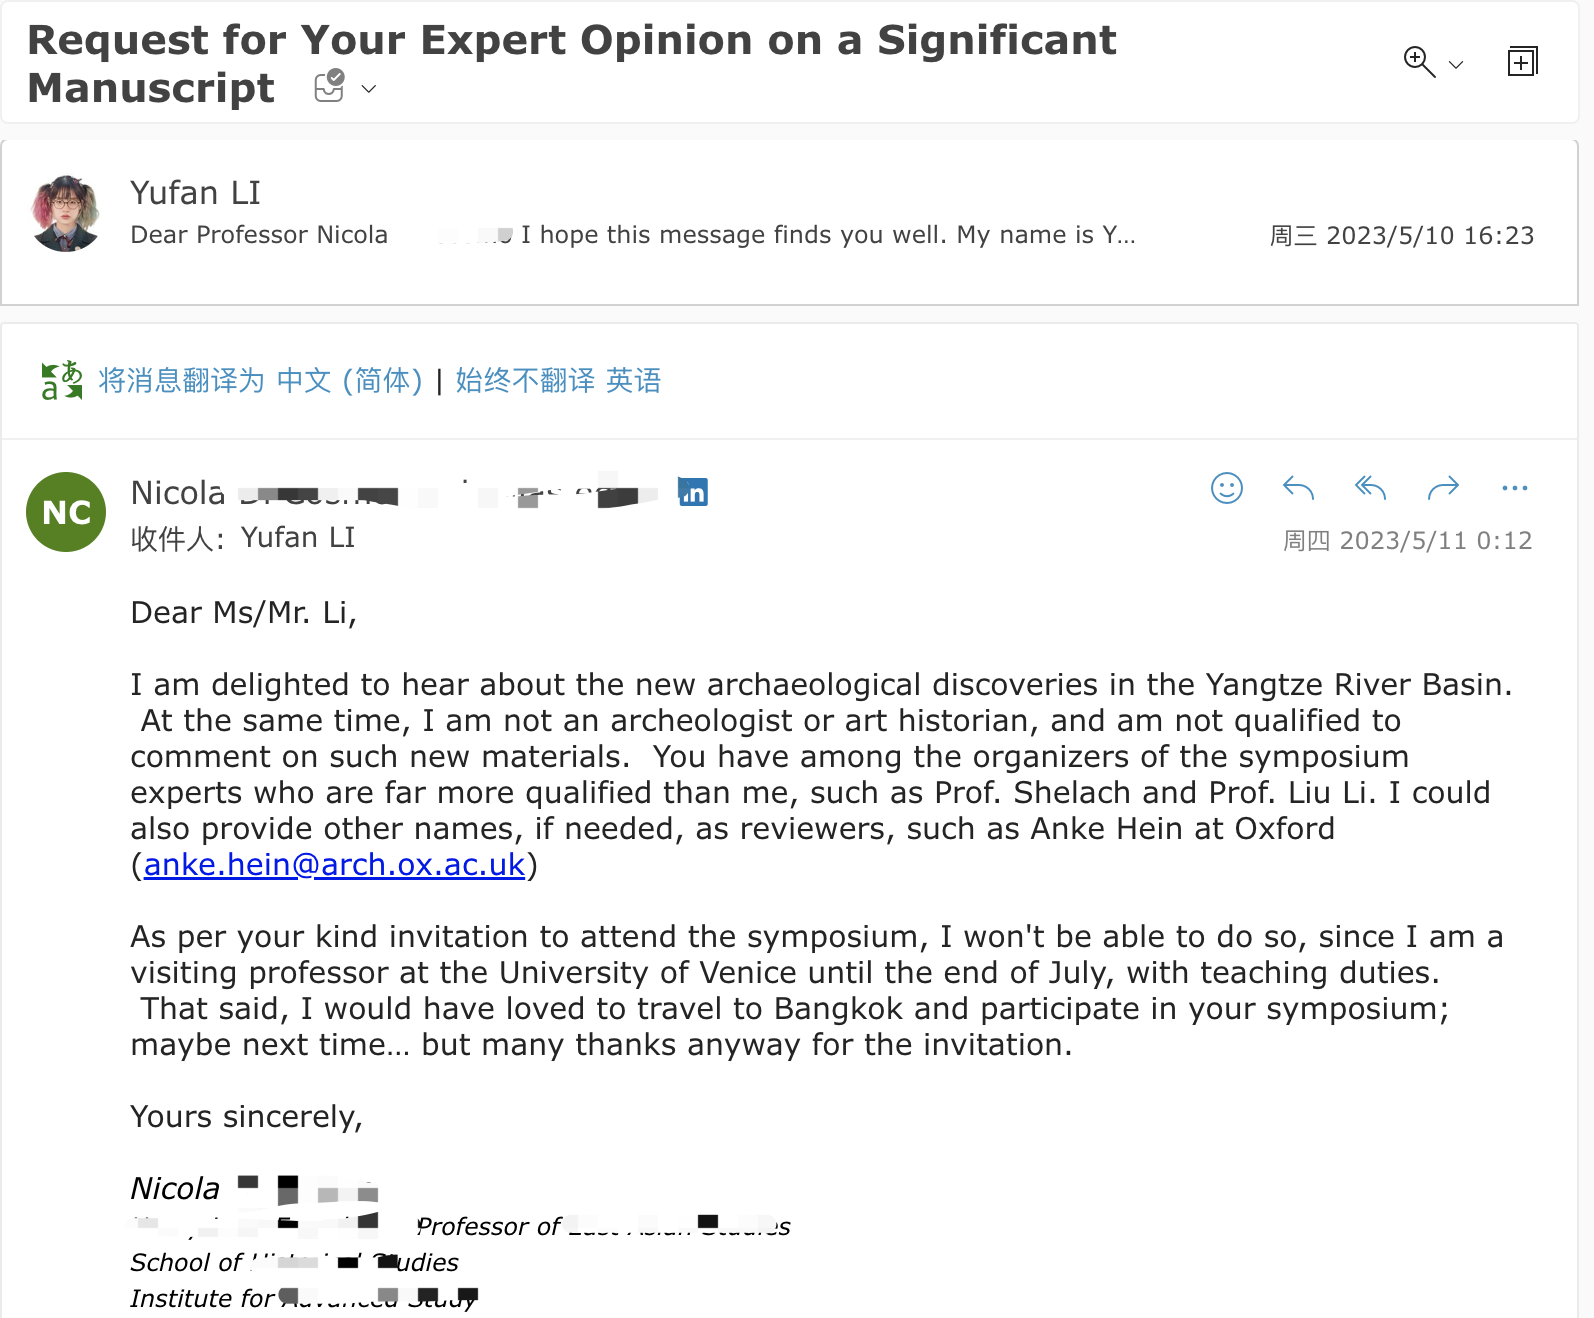 Request for Your Expert Opinion on a Significant
Manuscript
Yufan LI
Dear Professor Nicola I hope this message finds you well. My name is Y...
周三 2023/5/10 16:23
将消息翻译为 中文 (简体) | 始终不翻译 英语
NC
Nicola
in
收件人: Yufan LI
周四 2023/5/11 0:12
Dear Ms/Mr. Li,
I am delighted to hear about the new archaeological discoveries in the Yangtze River Basin.
At the same time, I am not an archeologist or art historian, and am not qualified to
comment on such new materials.  You have among the organizers of the symposium
experts who are far more qualified than me, such as Prof. Shelach and Prof. Liu Li. I could
also provide other names, if needed, as reviewers, such as Anke Hein at Oxford
(anke.hein@arch.ox.ac.uk)
As per your kind invitation to attend the symposium, I won't be able to do so, since I am a
visiting professor at the University of Venice until the end of July, with teaching duties.
That said, I would have loved to travel to Bangkok and participate in your symposium;
maybe next time... but many thanks anyway for the invitation.
Yours sincerely,
Nicola
Professor of
School of
Institute for